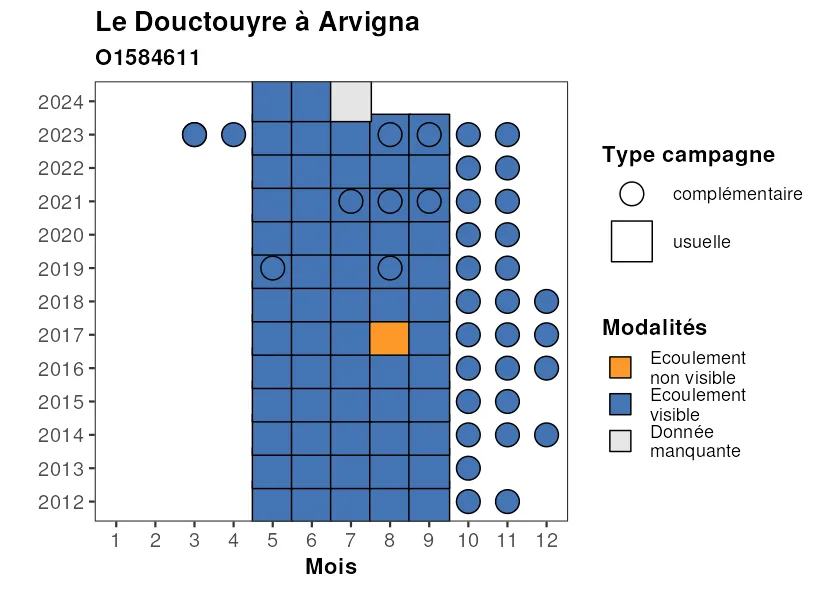 Le Douctouyre à Arvigna
O1584611
2024
2023
2022
2021
2020
2019
2018
2017
2016
2015
2014
2013
2012
1 2 3 4 5 6 7 8 9 10 11 12
Mois
Type campagne
complémentaire
usuelle
Modalités
Ecoulement
non visible
Ecoulement
visible
Donnée
manquante